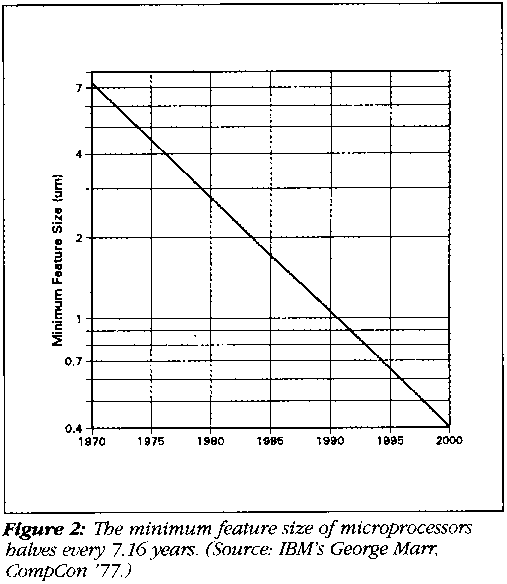 Minimum Feature Size (um)
7
4
2
1
0.7
0.4
1970 1975 1980 1985 1990 1995 2000
Figure 2: The minimum feature size of microprocessors
halves every 7.16 years. (Source: IBM's George Marr,
CompCon '77.)